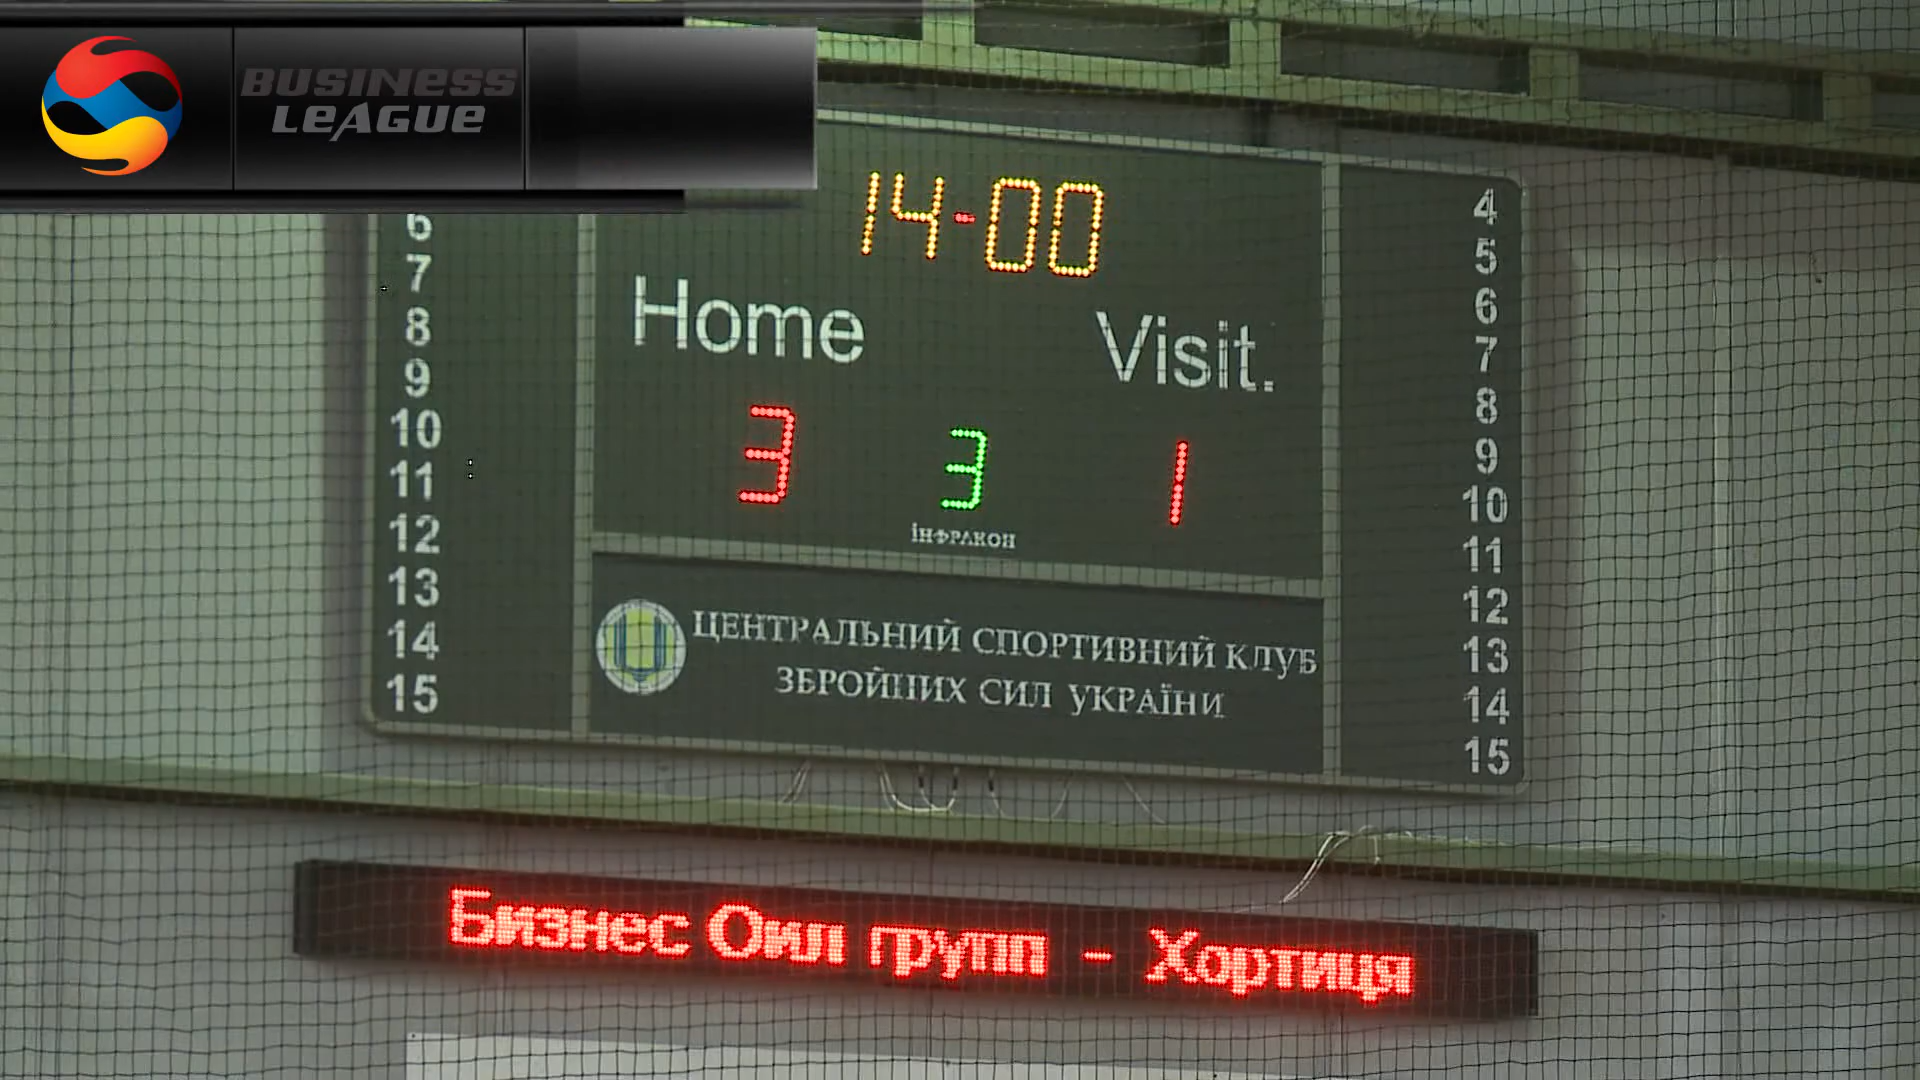 BUSINESS
LEAGUE
14-00
Home Visit.
3 3 1
інфракон
ЦЕНТРАЛЬНИЙ СПОРТИВНИЙ КЛУБ
ЗБРОЙНИХ СИЛ УКРАЇНИ
6
7
8
9
10
11
12
13
14
15
4
5
6
7
8
9
10
11
12
13
14
15
Бизнес Оил групп - Хортиця